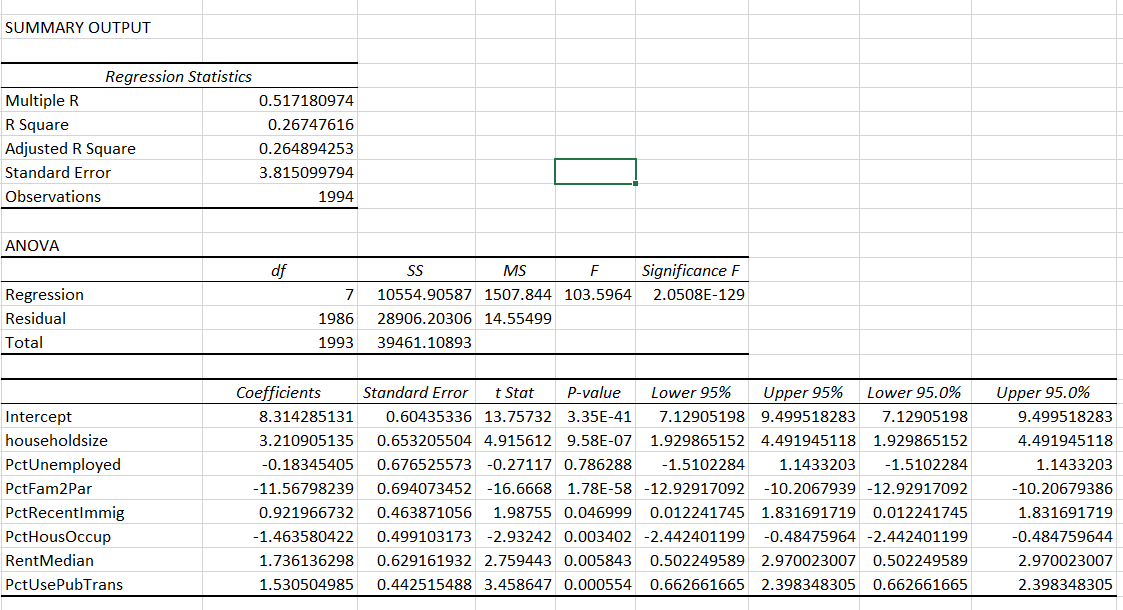 SUMMARY OUTPUT
Regression Statistics
Multiple R 0.517180974
R Square 0.26747616
Adjusted R Square 0.264894253
Standard Error 3.815099794
Observations 1994
ANOVA
df SS MS F Significance F
Regression 7 10554.90587 1507.844 103.5964 2.0508E-129
Residual 1986 28906.20306 14.55499
Total 1993 39461.10893
Coefficients Standard Error t Stat P-value Lower 95% Upper 95% Lower 95.0% Upper 95.0%
Intercept 8.314285131 0.60435336 13.75732 3.35E-41 7.12905198 9.499518283 7.12905198 9.499518283
householdsize 3.210905135 0.653205504 4.915612 9.58E-07 1.929865152 4.491945118 1.929865152 4.491945118
PctUnemployed -0.18345405 0.676525573 -0.27117 0.786288 -1.5102284 1.1433203 -1.5102284 1.1433203
PctFam2Par -11.56798239 0.694073452 -16.6668 1.78E-58 -12.92917092 -10.2067939 -12.92917092 -10.20679386
PctRecentImmig 0.921966732 0.463871056 1.98755 0.046999 0.012241745 1.831691719 0.012241745 1.831691719
PctHousOccup -1.463580422 0.499103173 -2.93242 0.003402 -2.442401199 -0.48475964 -2.442401199 -0.484759644
RentMedian 1.736136298 0.629161932 2.759443 0.005843 0.502249589 2.970023007 0.502249589 2.970023007
PctUsePubTrans 1.530504985 0.442515488 3.458647 0.000554 0.662661665 2.398348305 0.662661665 2.398348305